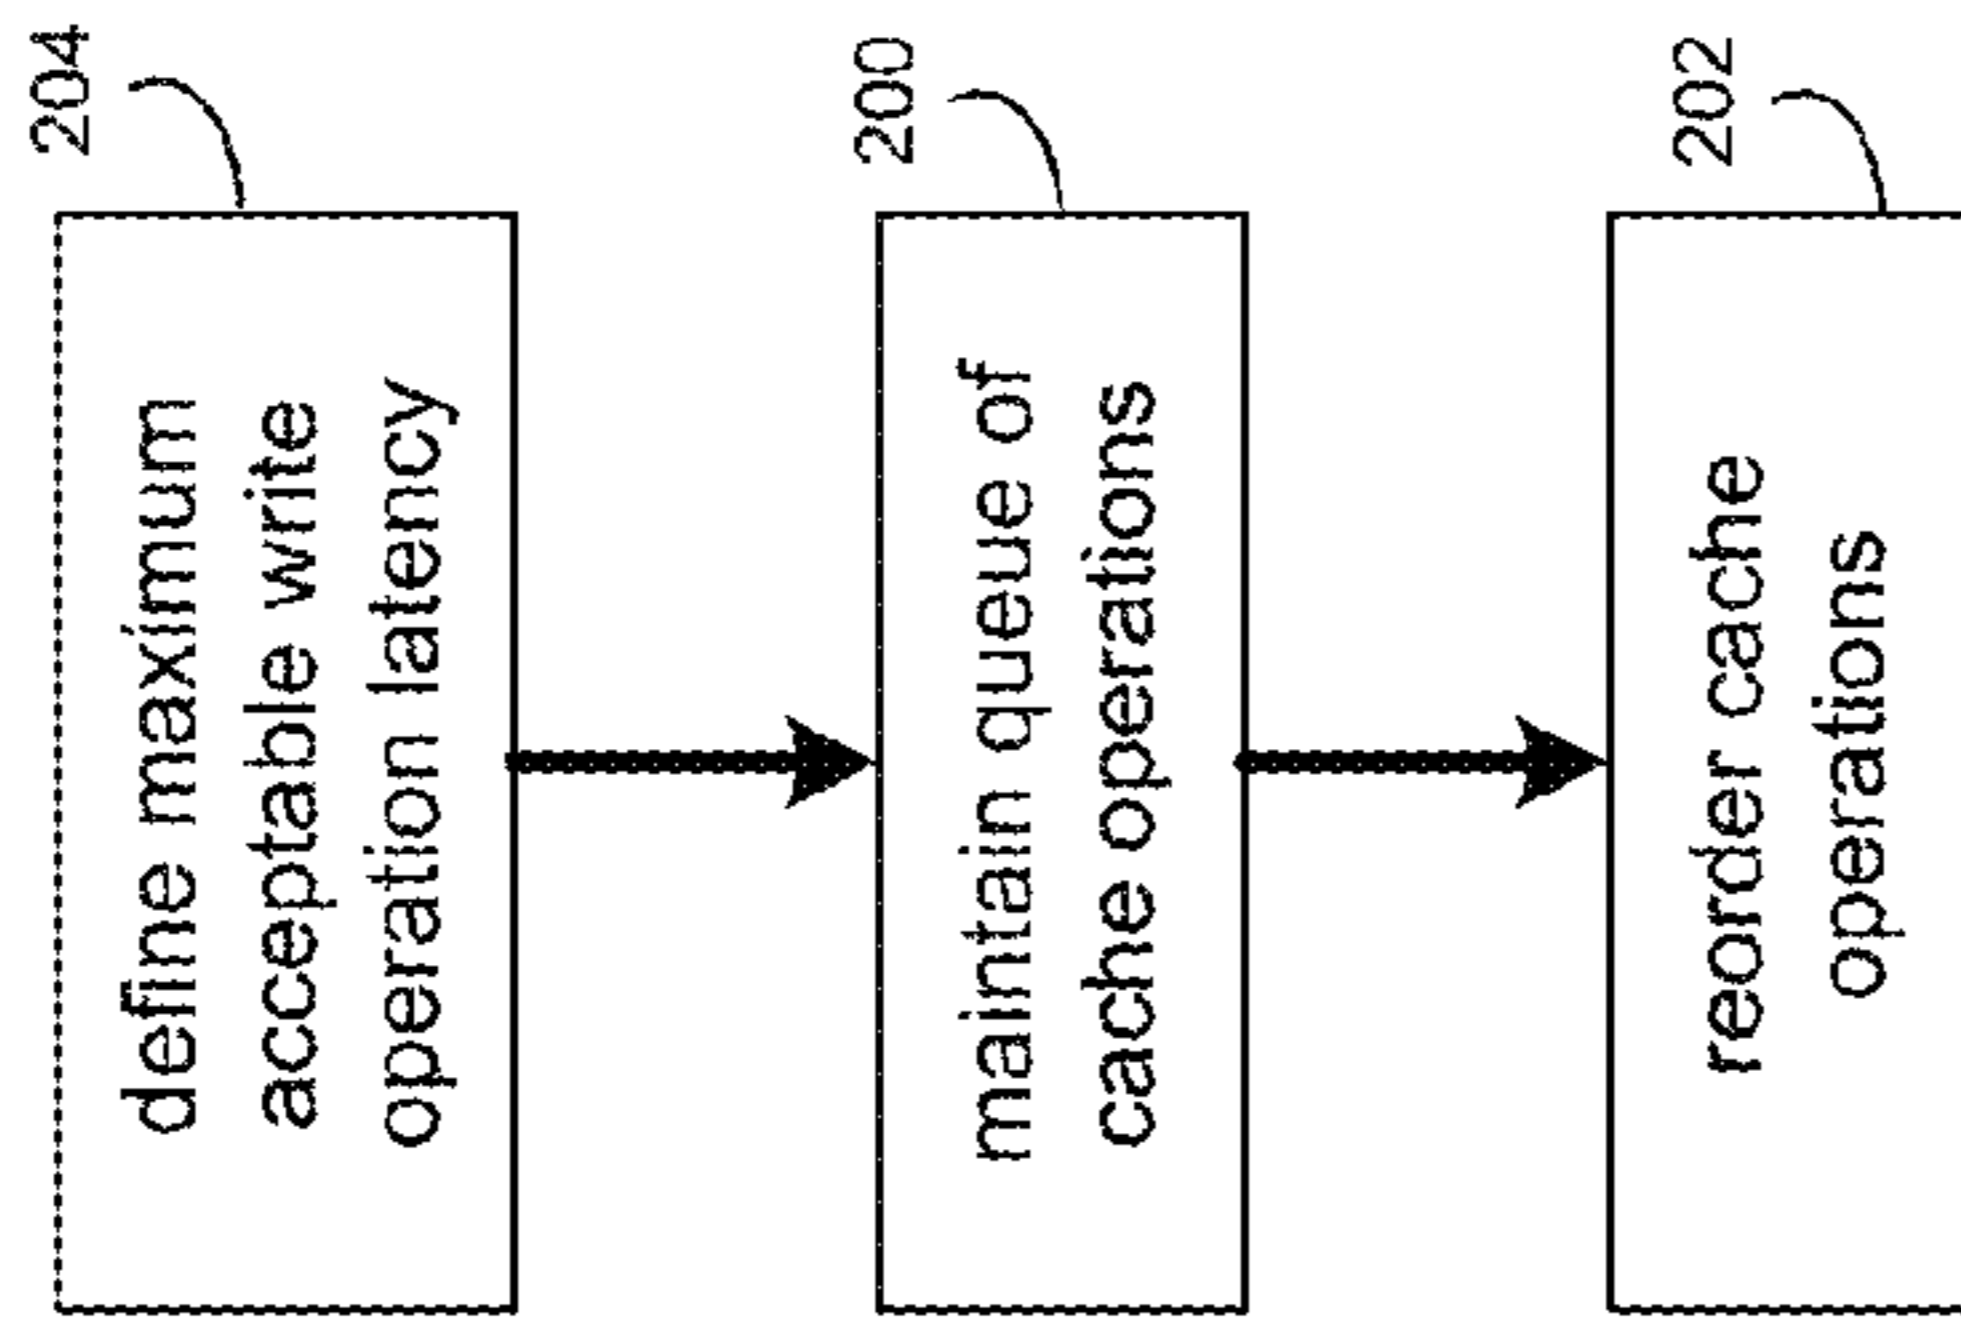 204
define maximum
acceptable write
operation latency
200
maintain queue of
cache operations
202
reorder cache
operations